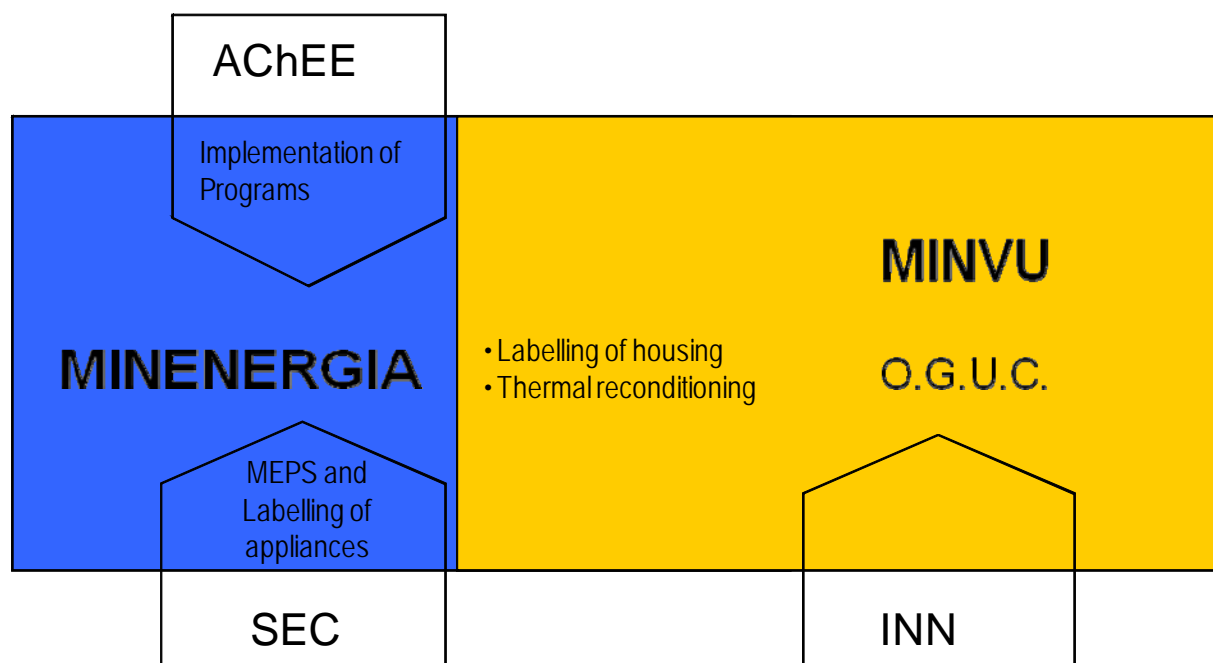 AChEE
Implementation of
Programs
MINENERGIA
MEPS and
Labelling of
appliances
SEC
• Labelling of housing
• Thermal reconditioning
MINVU
O.G.U.C.
INN